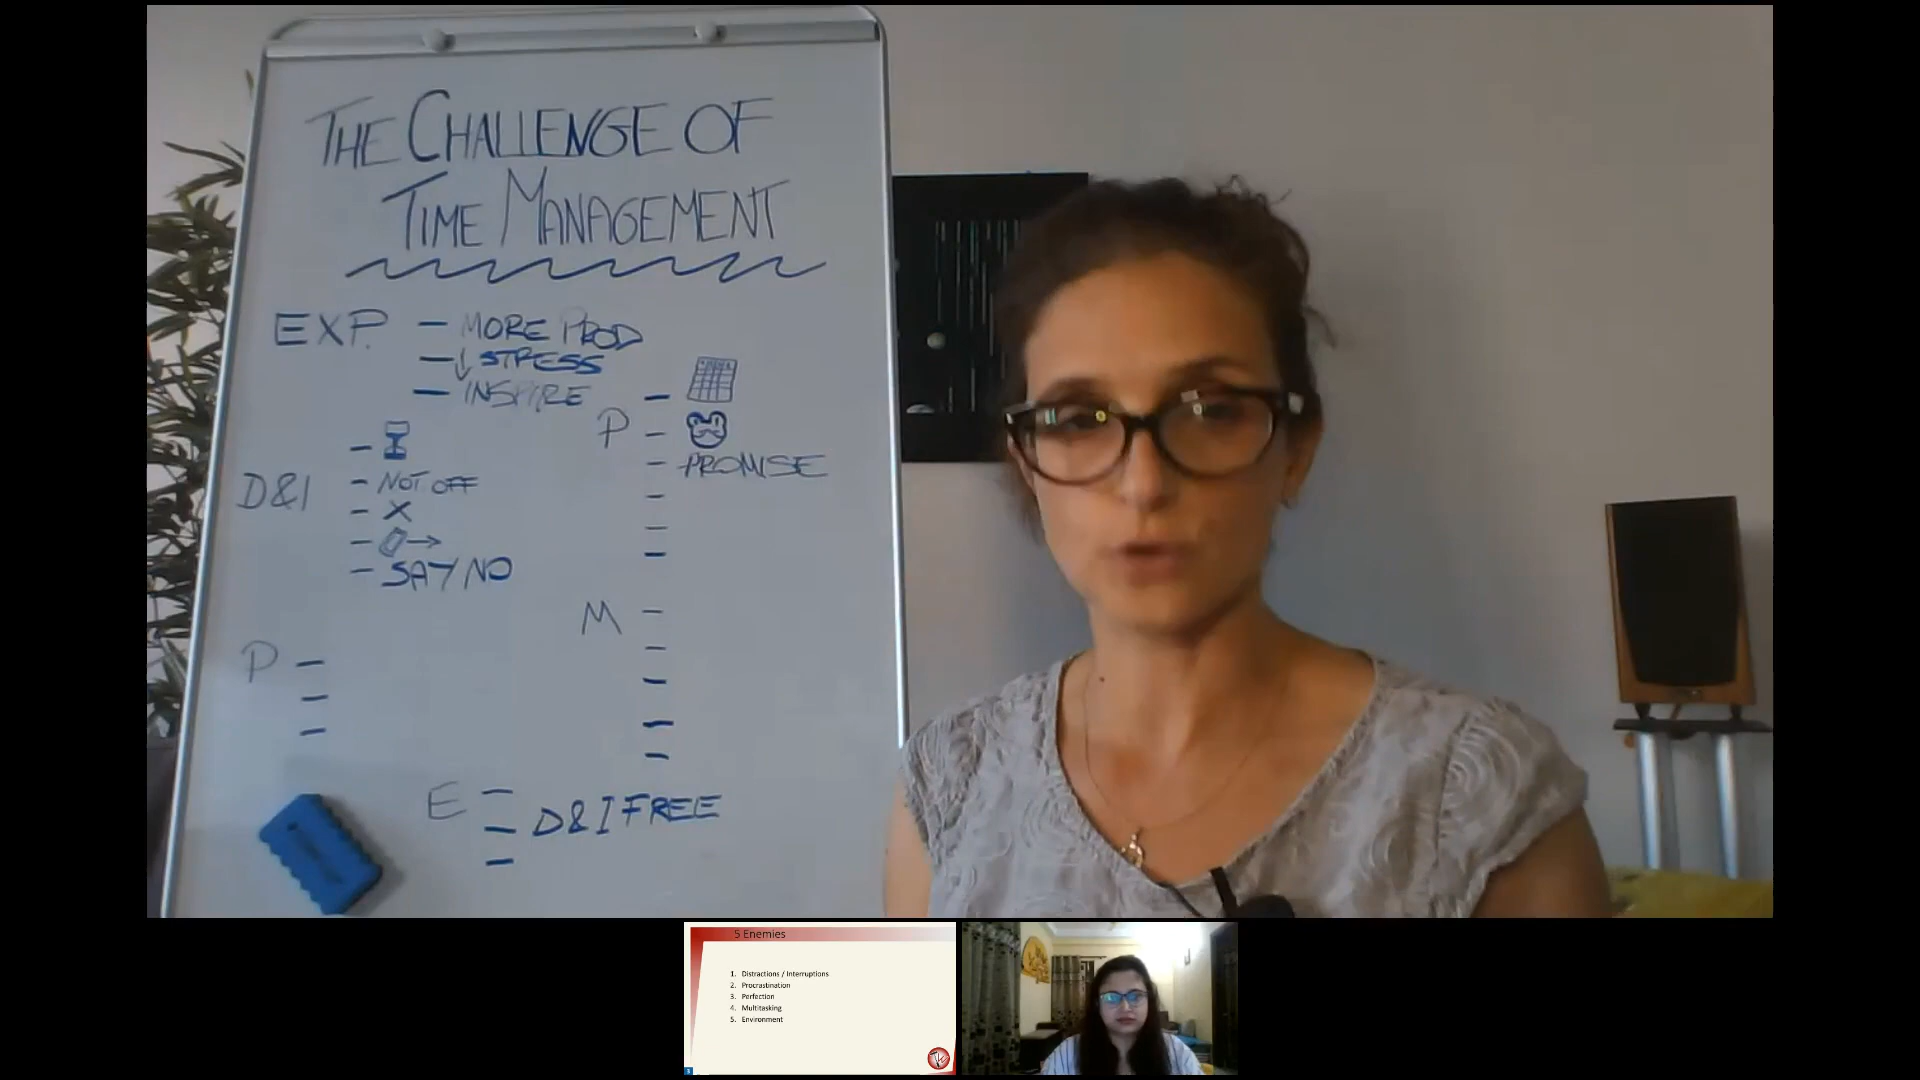 THE CHALLENGE OF
TIME MANAGEMENT
EXP. - MORE PROD
- ↓ STRESS
- INSPIRE
D&I
-
- NOT OFF
- X
- →
- SAY NO
P
-
-
- PROMISE
-
-
-
M
-
-
-
-
-
P
-
-
-
E
-
- D&I FREE
-
5 Enemies
1. Distractions / Interruptions
2. Procrastination
3. Perfection
4. Multitasking
5. Environment